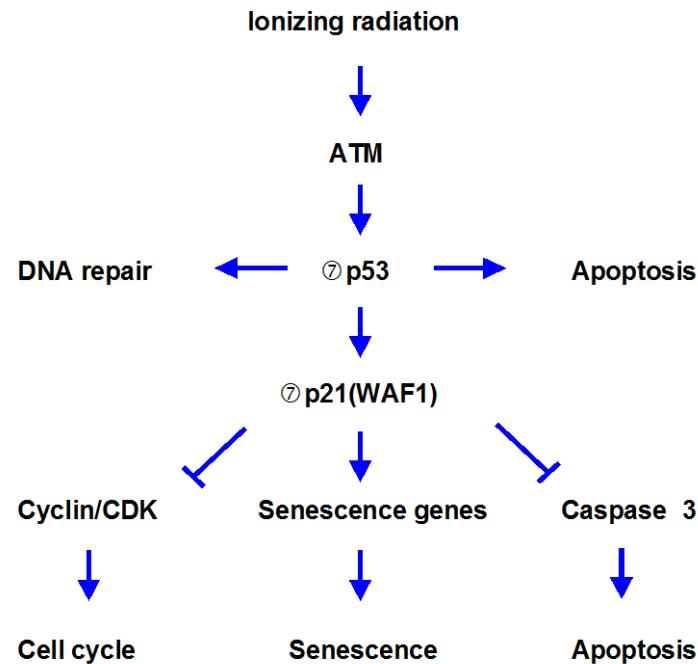 Ionizing radiation
ATM
DNA repair ⑦p53 Apoptosis
⑦p21(WAF1)
Cyclin/CDK Senescence genes Caspase 3
Cell cycle Senescence Apoptosis